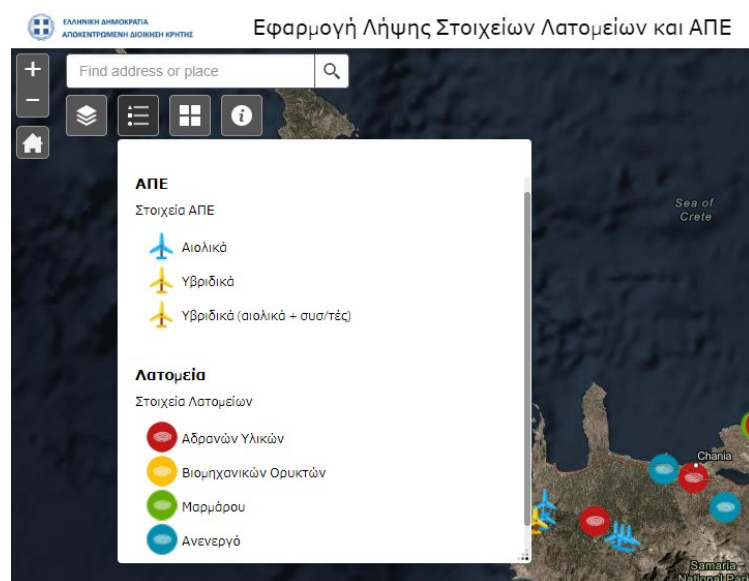 ΕΛΛΗΝΙΚΗ ΔΗΜΟΚΡΑΤΙΑ
ΑΠΟΚΕΝΤΡΩΜΕΝΗ ΔΙΟΙΚΗΣΗ ΚΡΗΤΗΣ
Εφαρμογή Λήψης Στοιχείων Λατομείων και ΑΠΕ
+
Find address or place
−
Sea of
Crete
ΑΠΕ
Στοιχεία ΑΠΕ
Αιολικά
Υβριδικά
Υβριδικά (αιολικά + συσ/τές)
Λατομεία
Στοιχεία Λατομείων
Αδρανών Υλικών
Βιομηχανικών Ορυκτών
Μαρμάρου
Ανενεργό
Chania
Samaria
National Park